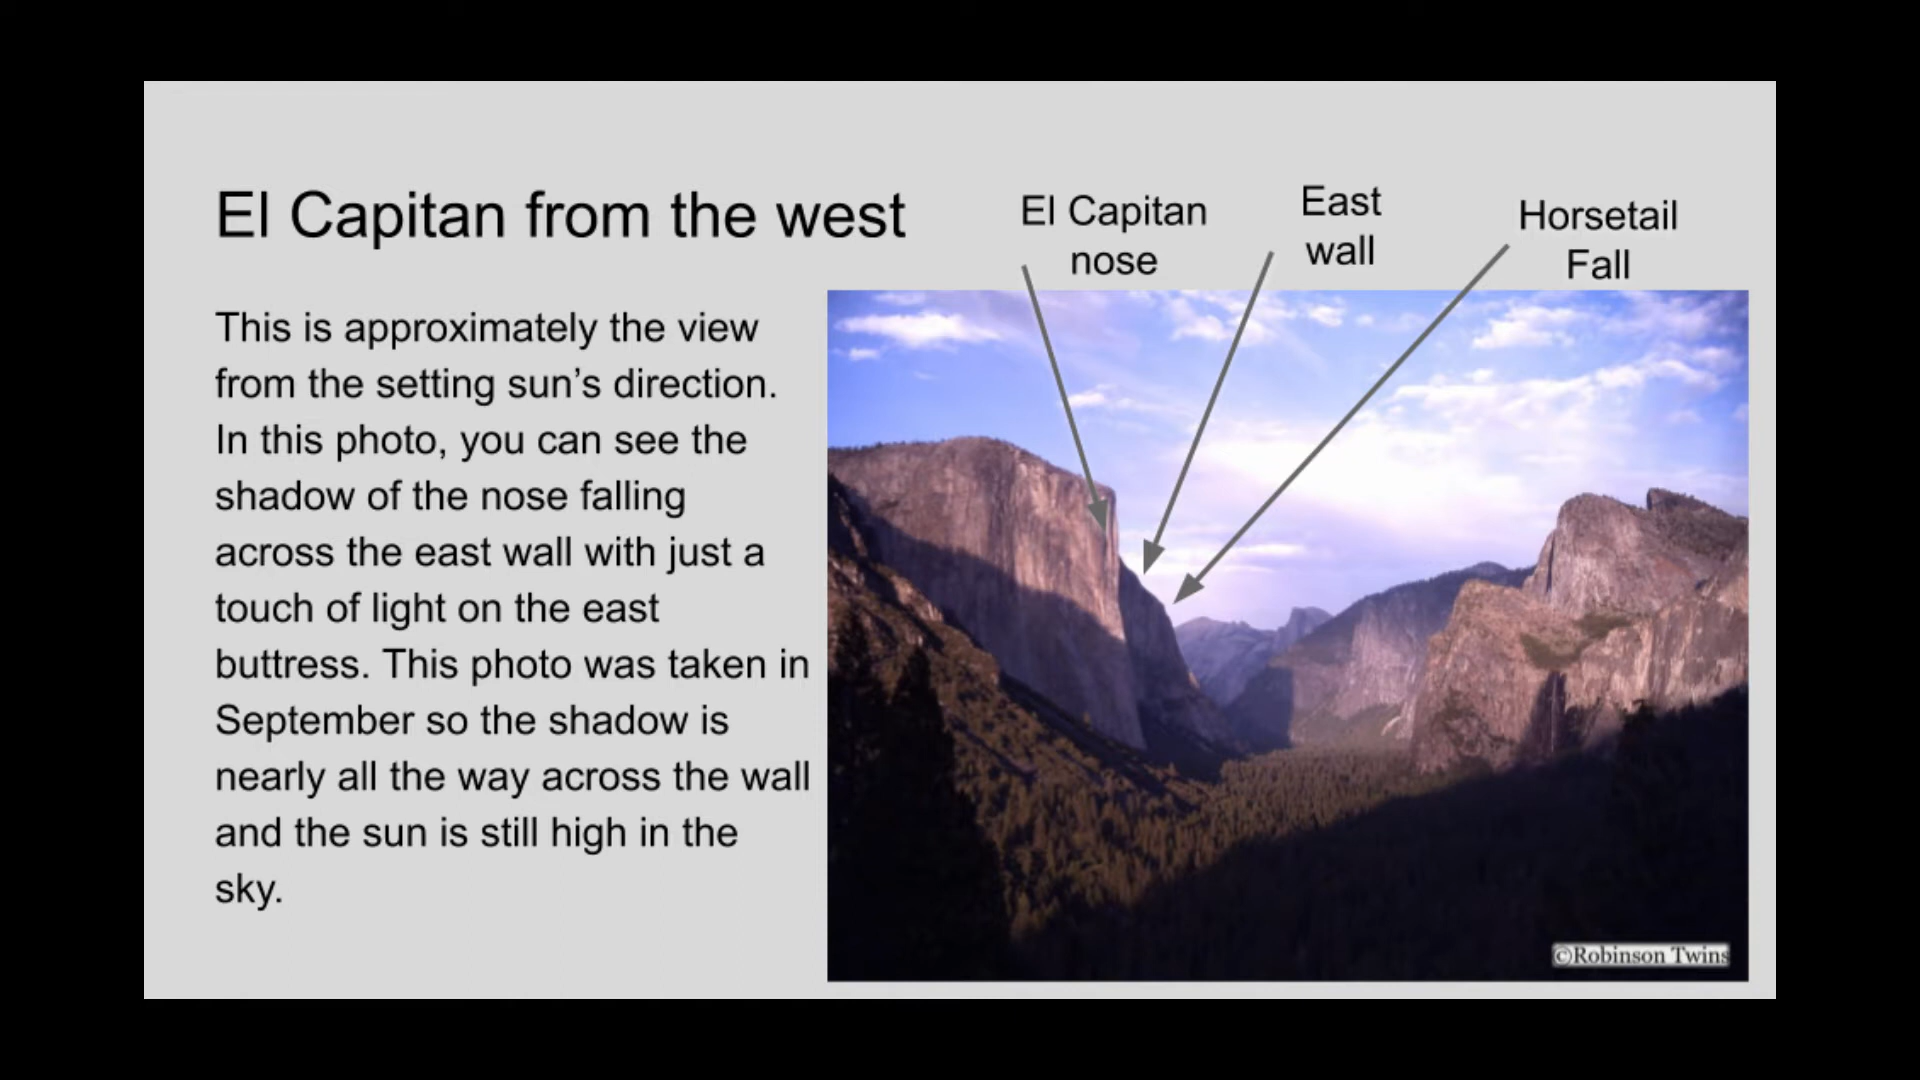 El Capitan from the west
El Capitan
nose
East
wall
Horsetail
Fall
This is approximately the view
from the setting sun’s direction.
In this photo, you can see the
shadow of the nose falling
across the east wall with just a
touch of light on the east
buttress. This photo was taken in
September so the shadow is
nearly all the way across the wall
and the sun is still high in the
sky.
©Robinson Twins